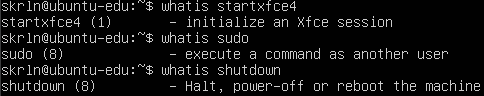 skrln@ubuntu-edu:~$ whatis startxfce4
startxfce4 (1)       - initialize an Xfce session
skrln@ubuntu-edu:~$ whatis sudo
sudo (8)             - execute a command as another user
skrln@ubuntu-edu:~$ whatis shutdown
shutdown (8)         - Halt, power-off or reboot the machine